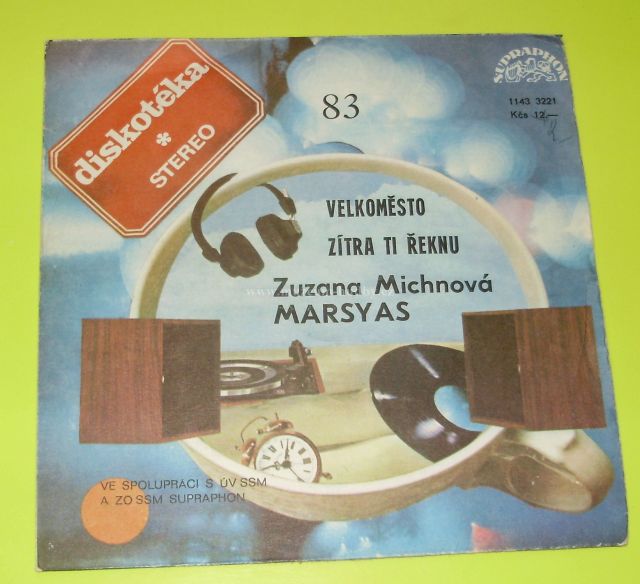 diskotéka
*
STEREO
83
SUPRAPHON
1143 3221
Kčs 12,—
VELKOMĚSTO
ZÍTRA TI ŘEKNU
Zuzana Michnová
MARSYAS
VE SPOLUPRÁCI S ÚV SSM
A ZO SSM SUPRAPHON